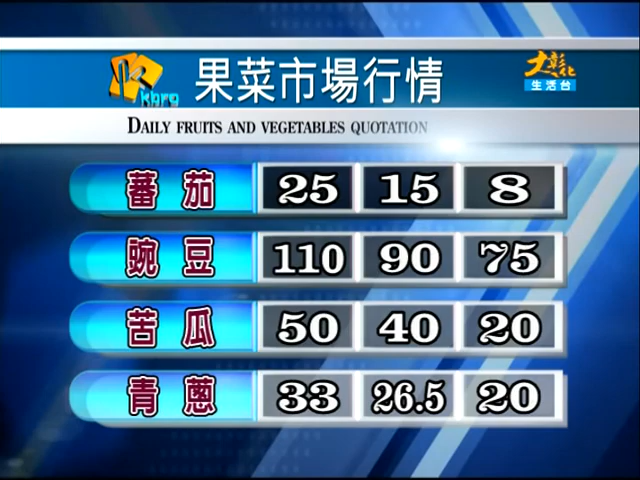 kbro 果菜市場行情 大彰化
生活台
DAILY FRUITS AND VEGETABLES QUOTATION
蕃茄 25 15 8
豌豆 110 90 75
苦瓜 50 40 20
青蔥 33 26.5 20